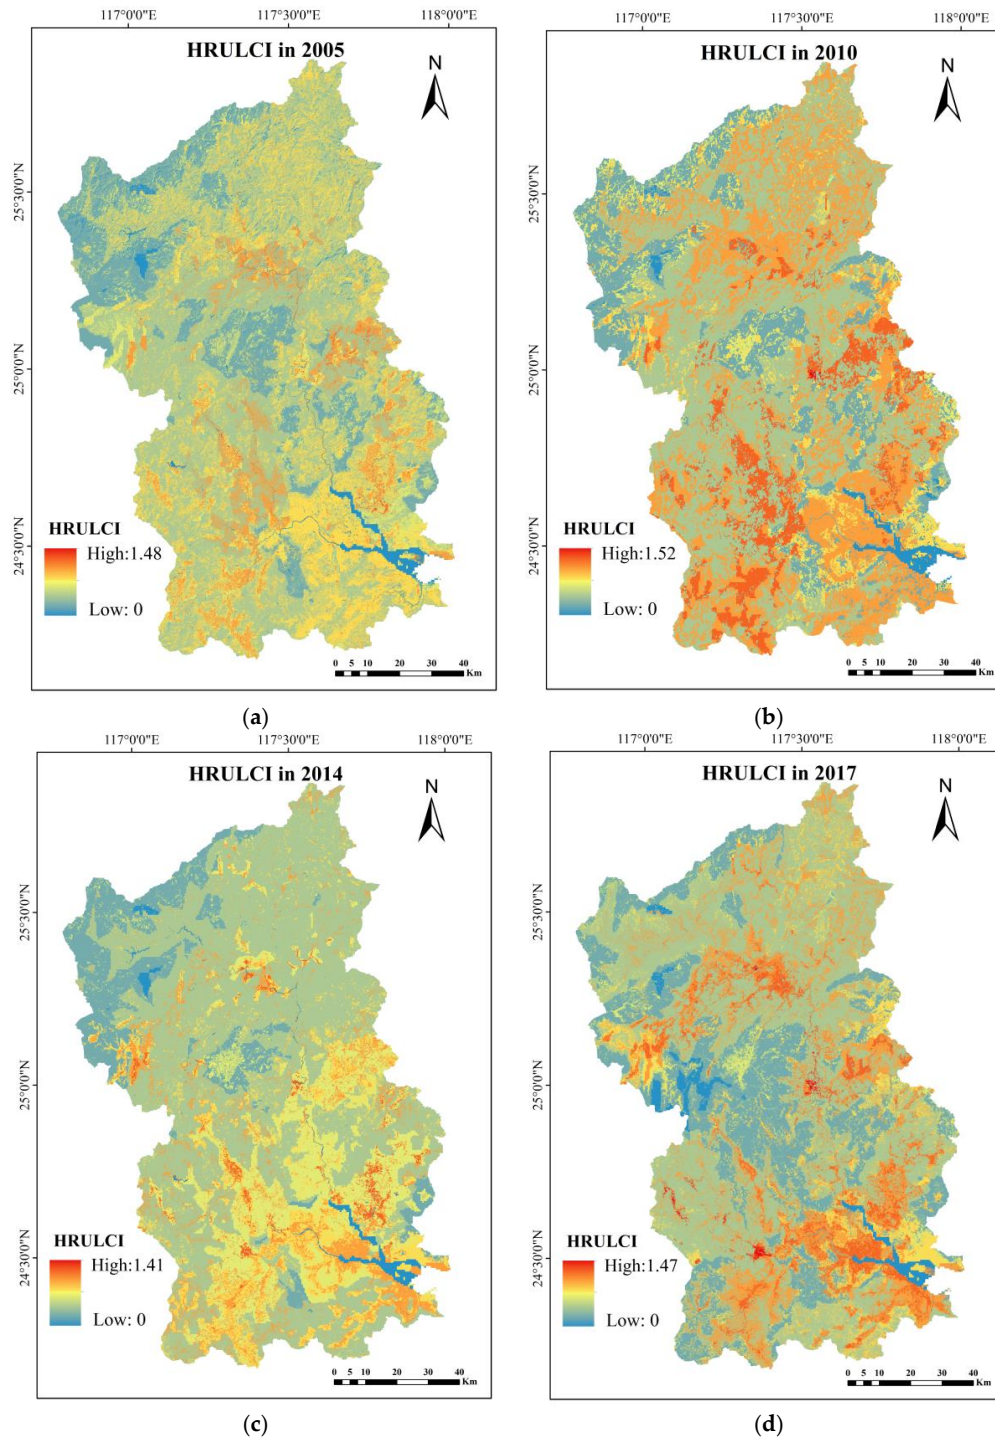 117°0'0"E 117°30'0"E 118°0'0"E
HRULCI in 2005
N
25°30'0"N
25°0'0"N
24°30'0"N
HRULCI
High:1.48
Low: 0
0 5 10 20 30 40
Km
(a)
117°0'0"E 117°30'0"E 118°0'0"E
HRULCI in 2010
N
25°30'0"N
25°0'0"N
24°30'0"N
HRULCI
High:1.52
Low: 0
0 5 10 20 30 40
Km
(b)
117°0'0"E 117°30'0"E 118°0'0"E
HRULCI in 2014
N
25°30'0"N
25°0'0"N
24°30'0"N
HRULCI
High:1.41
Low: 0
0 5 10 20 30 40
Km
(c)
117°0'0"E 117°30'0"E 118°0'0"E
HRULCI in 2017
N
25°30'0"N
25°0'0"N
24°30'0"N
HRULCI
High:1.47
Low: 0
0 5 10 20 30 40
Km
(d)